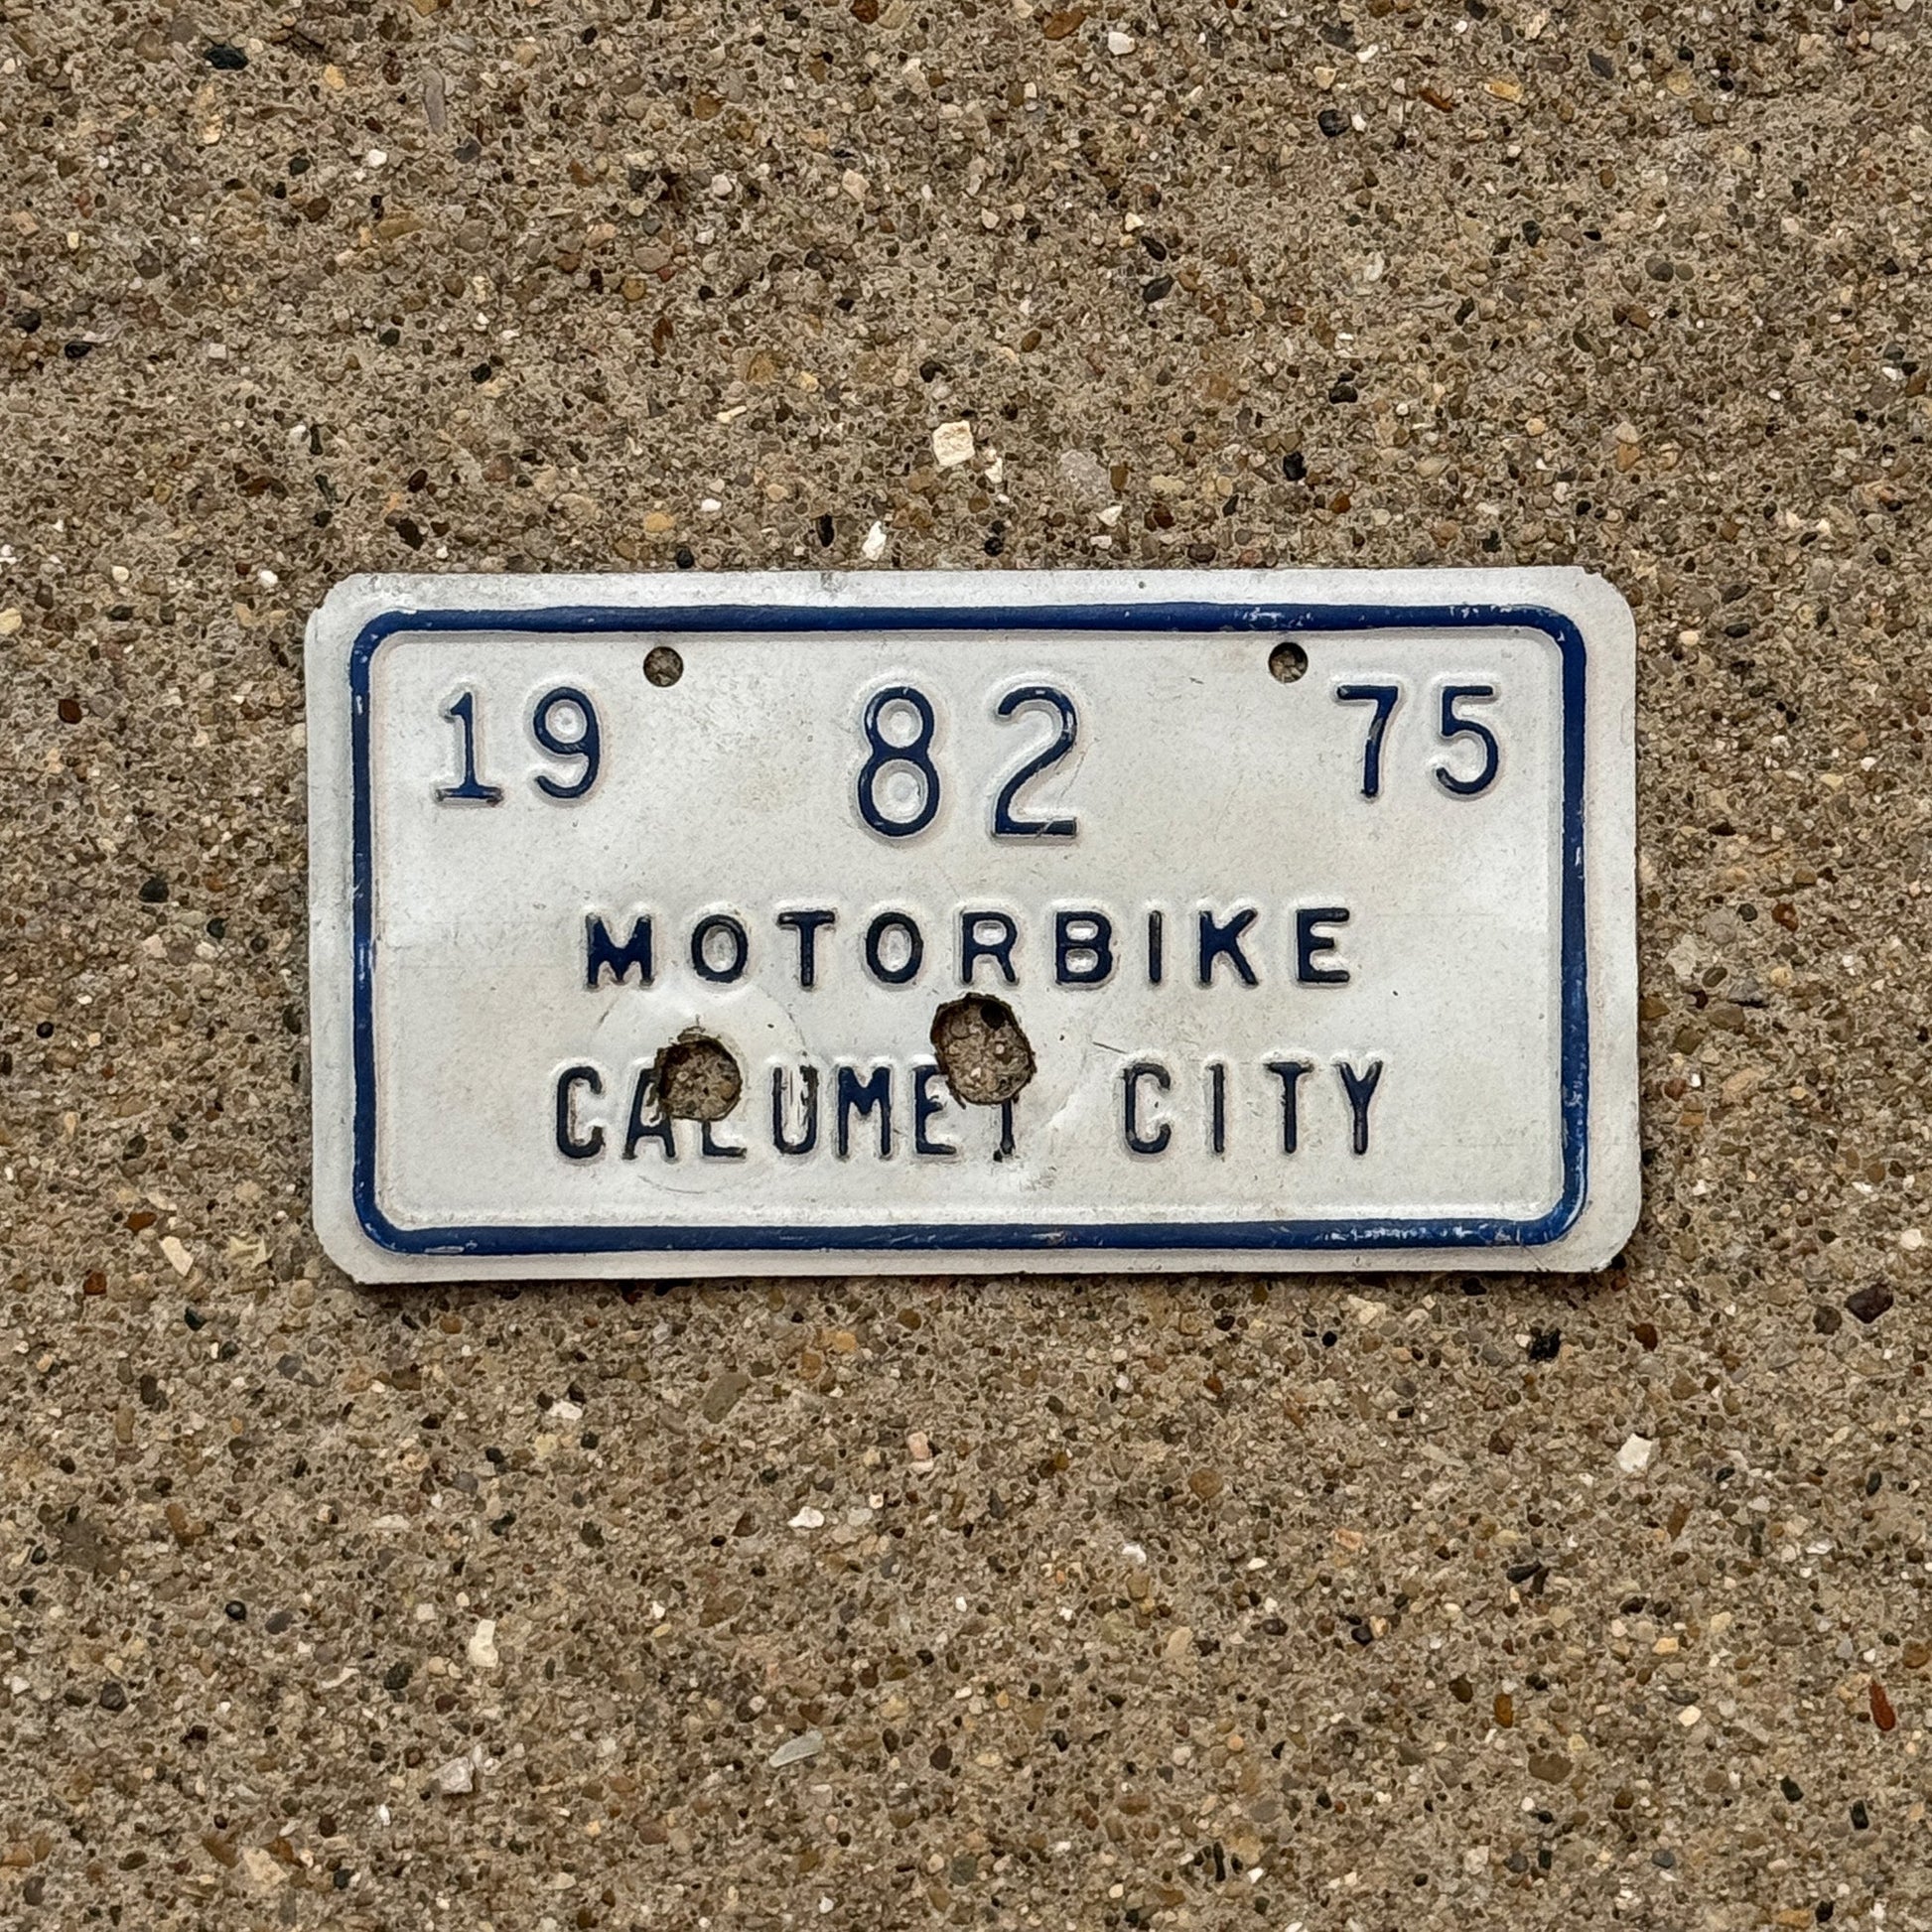 19 82 75
MOTORBIKE
CALUMET CITY